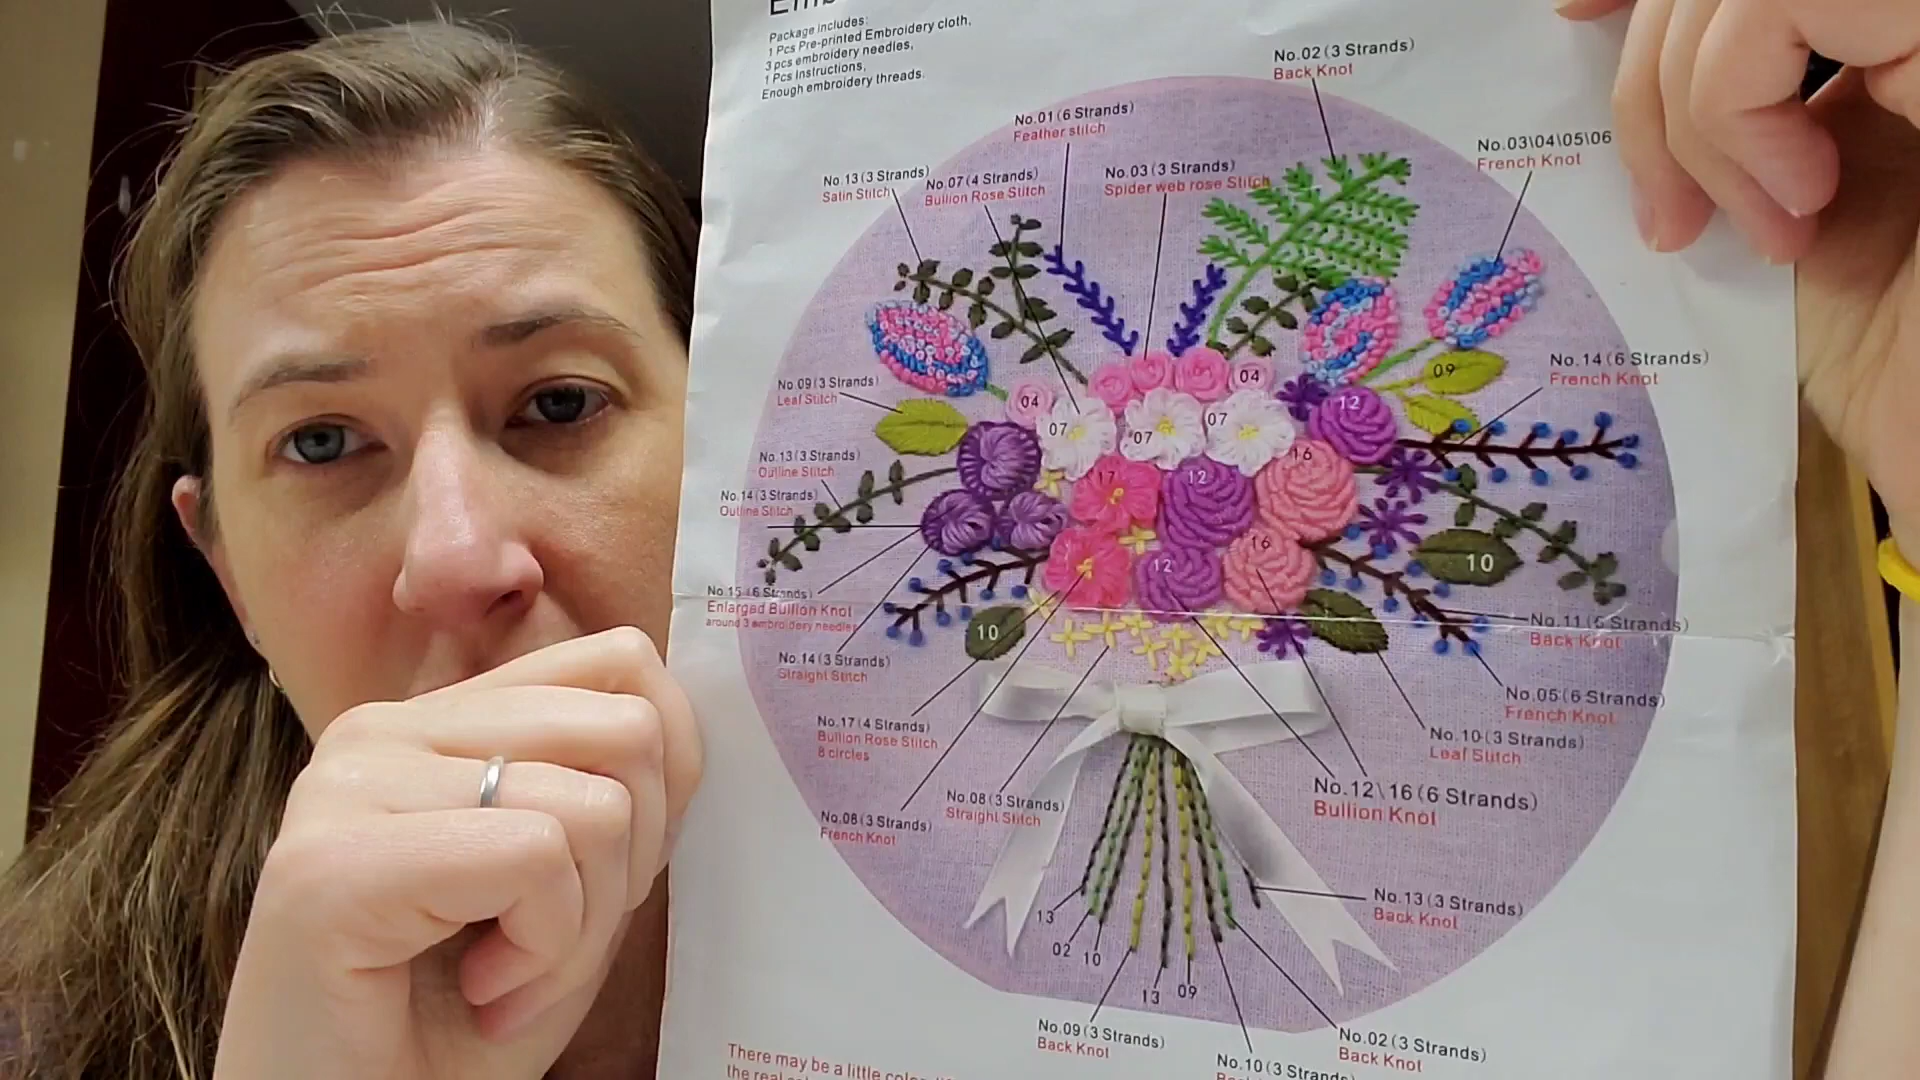 Package includes:
1 Pcs Pre-printed Embroidery cloth,
3 pcs embroidery needles,
1 Pcs Instructions,
Enough embroidery threads.
No.02(3 Strands)
Back Knot
No.01(6 Strands)
Feather stitch
No.03\04\05\06
French Knot
No.13(3 Strands)
Satin Stitch
No.07(4 Strands)
Bullion Rose Stitch
No.03(3 Strands)
Spider web rose Stitch
No.14(6 Strands)
French Knot
No.09(3 Strands)
Leaf Stitch
04
04
09
12
07
07
07
16
17
12
No.13(3 Strands)
Outline Stitch
No.14(3 Strands)
Outline Stitch
16
12
10
No.15(6 Strands)
Enlarged Bullion Knot
around 3 embroidery needles
10
No.11(6 Strands)
Back Knot
No.14(3 Strands)
Straight Stitch
No.05(6 Strands)
French Knot
No.17(4 Strands)
Bullion Rose Stitch
8 circles
No.10(3 Strands)
Leaf Stitch
No.12\16(6 Strands)
Bullion Knot
No.08(3 Strands)
Straight Stitch
No.08(3 Strands)
French Knot
No.13(3 Strands)
Back Knot
13
02
10
13
09
No.09(3 Strands)
Back Knot
No.02(3 Strands)
Back Knot
No.10(3 Strands)
There may be a little
the real